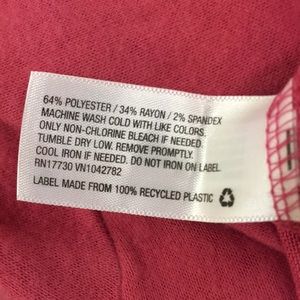 64% POLYESTER / 34% RAYON / 2% SPANDEX
MACHINE WASH COLD WITH LIKE COLORS.
ONLY NON-CHLORINE BLEACH IF NEEDED.
TUMBLE DRY LOW. REMOVE PROMPTLY.
COOL IRON IF NEEDED. DO NOT IRON ON LABEL.
RN17730 VN1042782
LABEL MADE FROM 100% RECYCLED PLASTIC